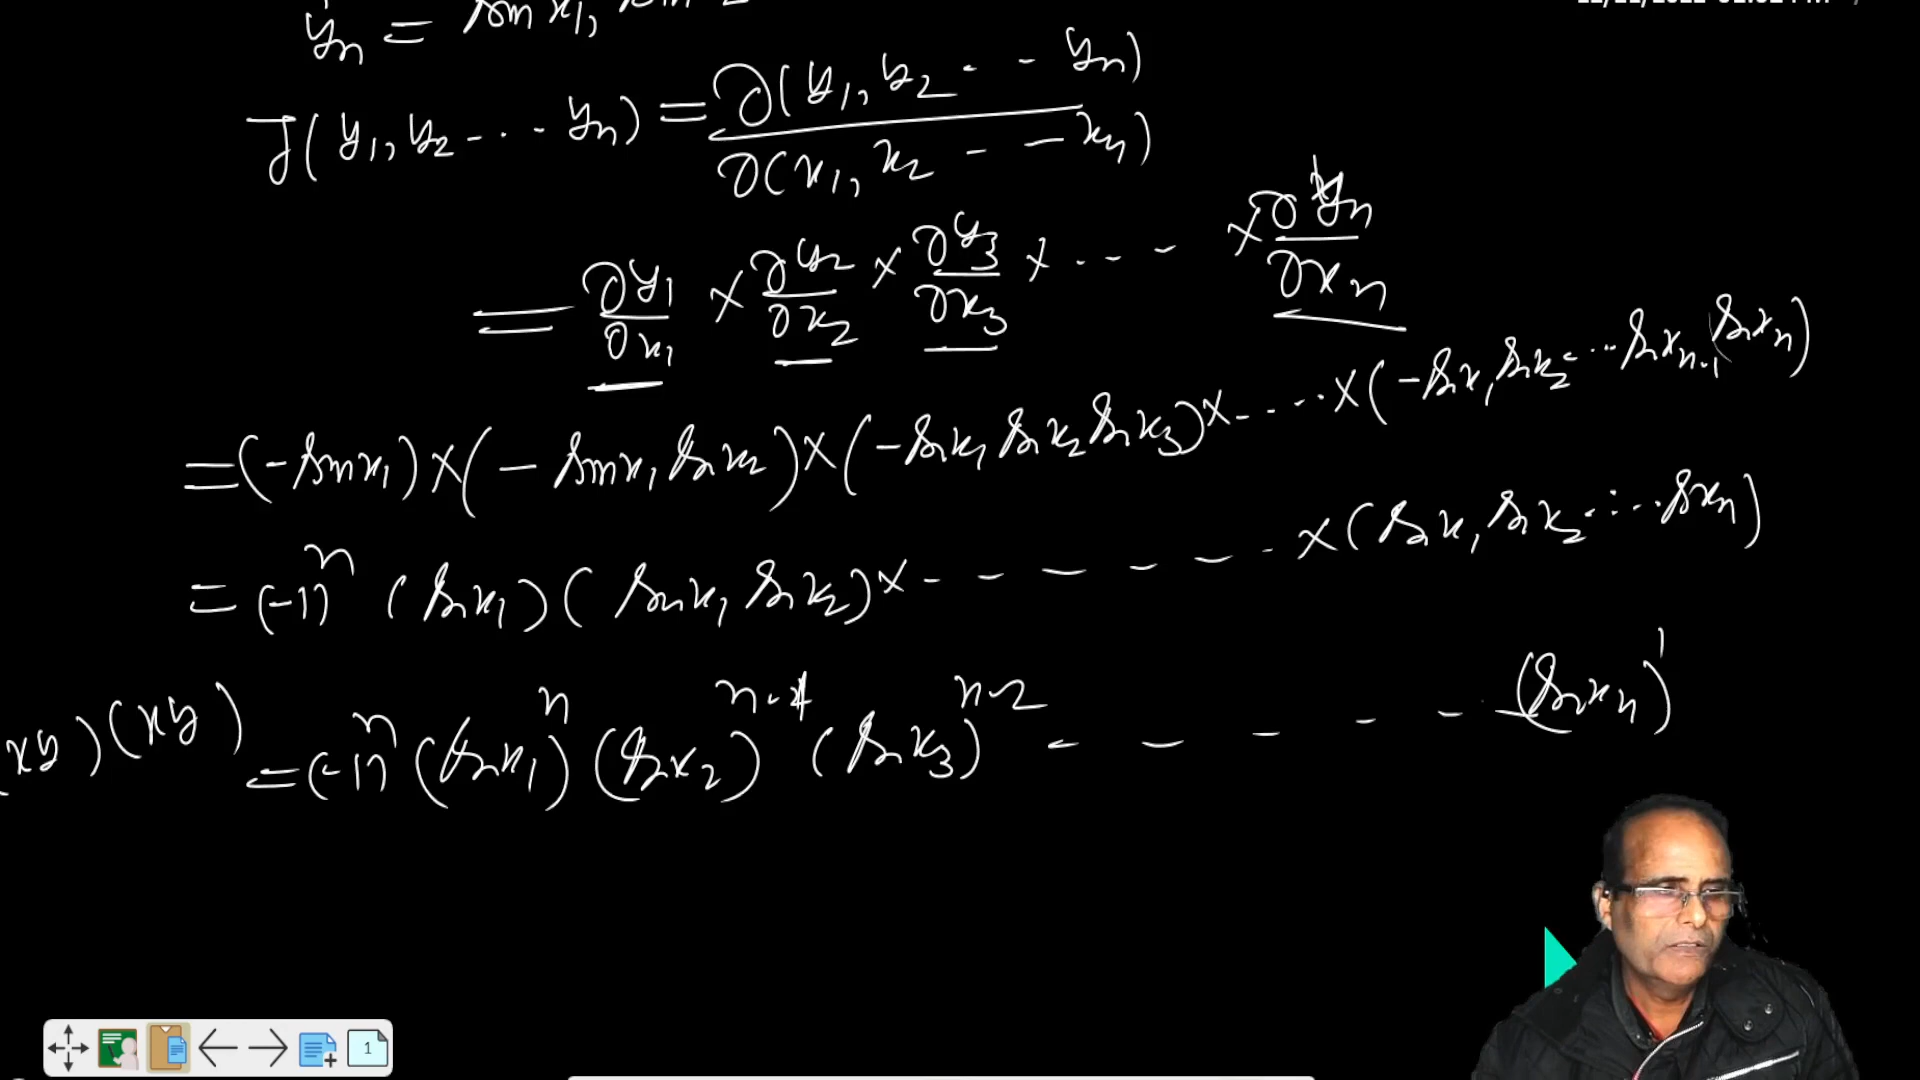 yn = sin x1,
J(y1, y2 - . . - yn) = ∂(y1, y2 - - - yn) / ∂(x1, x2 - - xn)
= ∂y1/∂x1 × ∂y2/∂x2 × ∂y3/∂x3 × . - - - × ∂yn/∂xn
= (-sin x1) × (- sin x1 sin x2) × (-sin x1 sin x2 sin x3) × - . . . . × (-sin x1 sin x2 - ... sin xn-1 sin xn)
= (-1)^n (sin x1) ( sin x1 sin x2) × - - - - - - . × (sin x1 sin x2 - : . . sin xn)
xy) (xy) = (-1)^n (sin x1)^n (sin x2)^n-1 (sin x3)^n-2 - - - - - (sin xn)^1
1